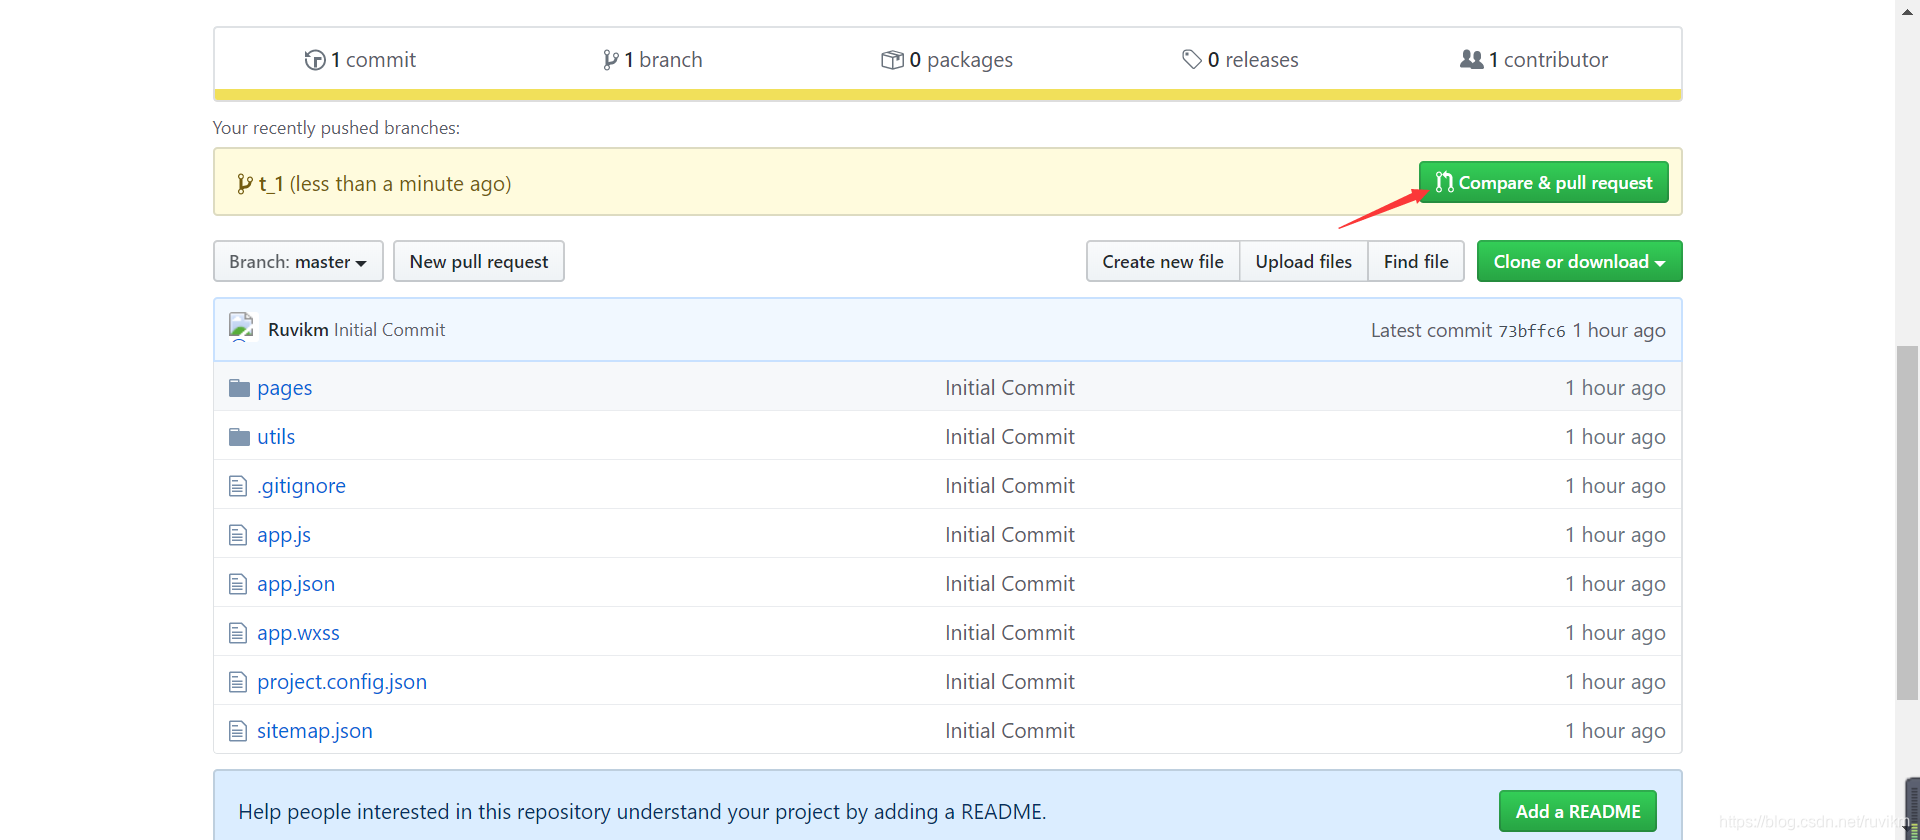 1 commit 1 branch 0 packages 0 releases 1 contributor
Your recently pushed branches:
t_1 (less than a minute ago) Compare & pull request
Branch: master New pull request Create new file Upload files Find file Clone or download
Ruvikm Initial Commit Latest commit 73bffc6 1 hour ago
pages Initial Commit 1 hour ago
utils Initial Commit 1 hour ago
.gitignore Initial Commit 1 hour ago
app.js Initial Commit 1 hour ago
app.json Initial Commit 1 hour ago
app.wxss Initial Commit 1 hour ago
project.config.json Initial Commit 1 hour ago
sitemap.json Initial Commit 1 hour ago
Help people interested in this repository understand your project by adding a README. Add a README
https://blog.csdn.net/ruvikm